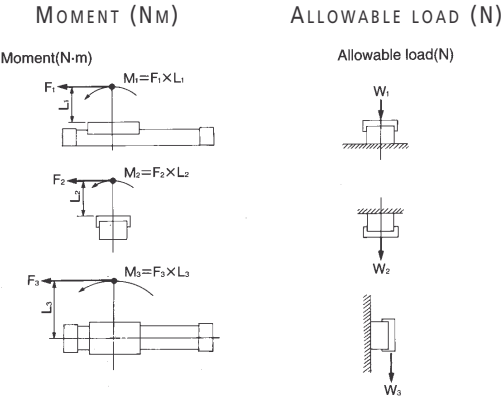 MOMENT (NM)
ALLOWABLE LOAD (N)
Moment(N·m)
Allowable load(N)
F₁
M₁=F₁×L₁
L₁
W₁
F₂
M₂=F₂×L₂
L₂
W₂
F₃
M₃=F₃×L₃
L₃
W₃